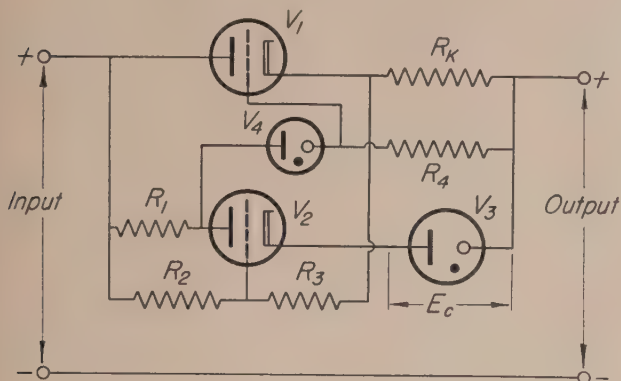 V1
+
RK
+
V4
R4
Input
R1
V2
V3
Output
R2
R3
Ec
-
-